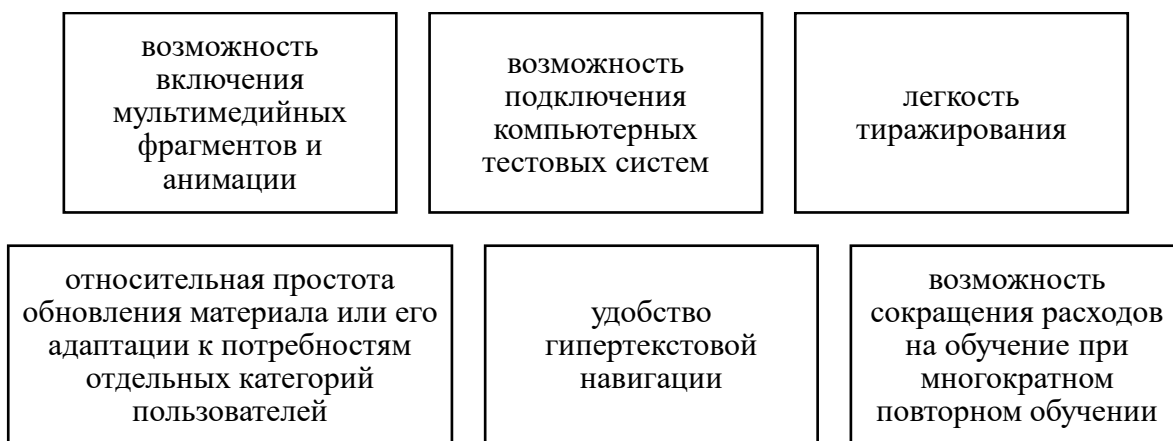 возможность
включения
мультимедийных
фрагментов и
анимации
возможность
подключения
компьютерных
тестовых систем
легкость
тиражирования
относительная простота
обновления материала или его
адаптации к потребностям
отдельных категорий
пользователей
удобство
гипертекстовой
навигации
возможность
сокращения расходов
на обучение при
многократном
повторном обучении